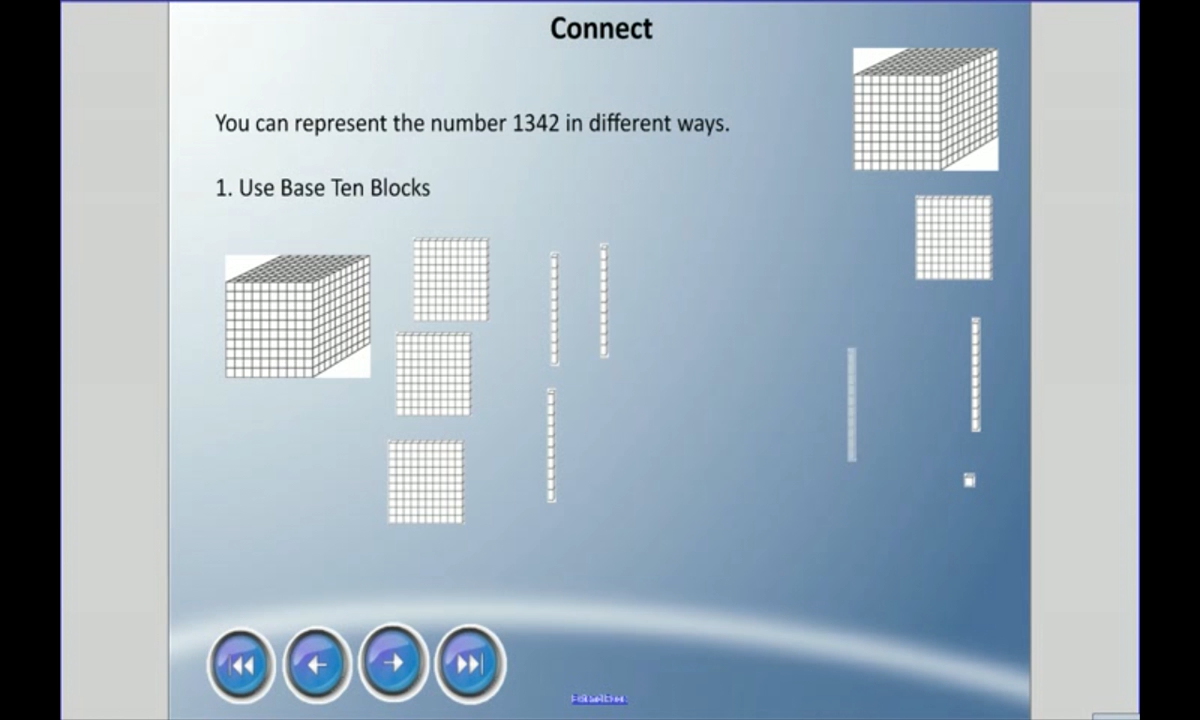 Connect
You can represent the number 1342 in different ways.
1. Use Base Ten Blocks